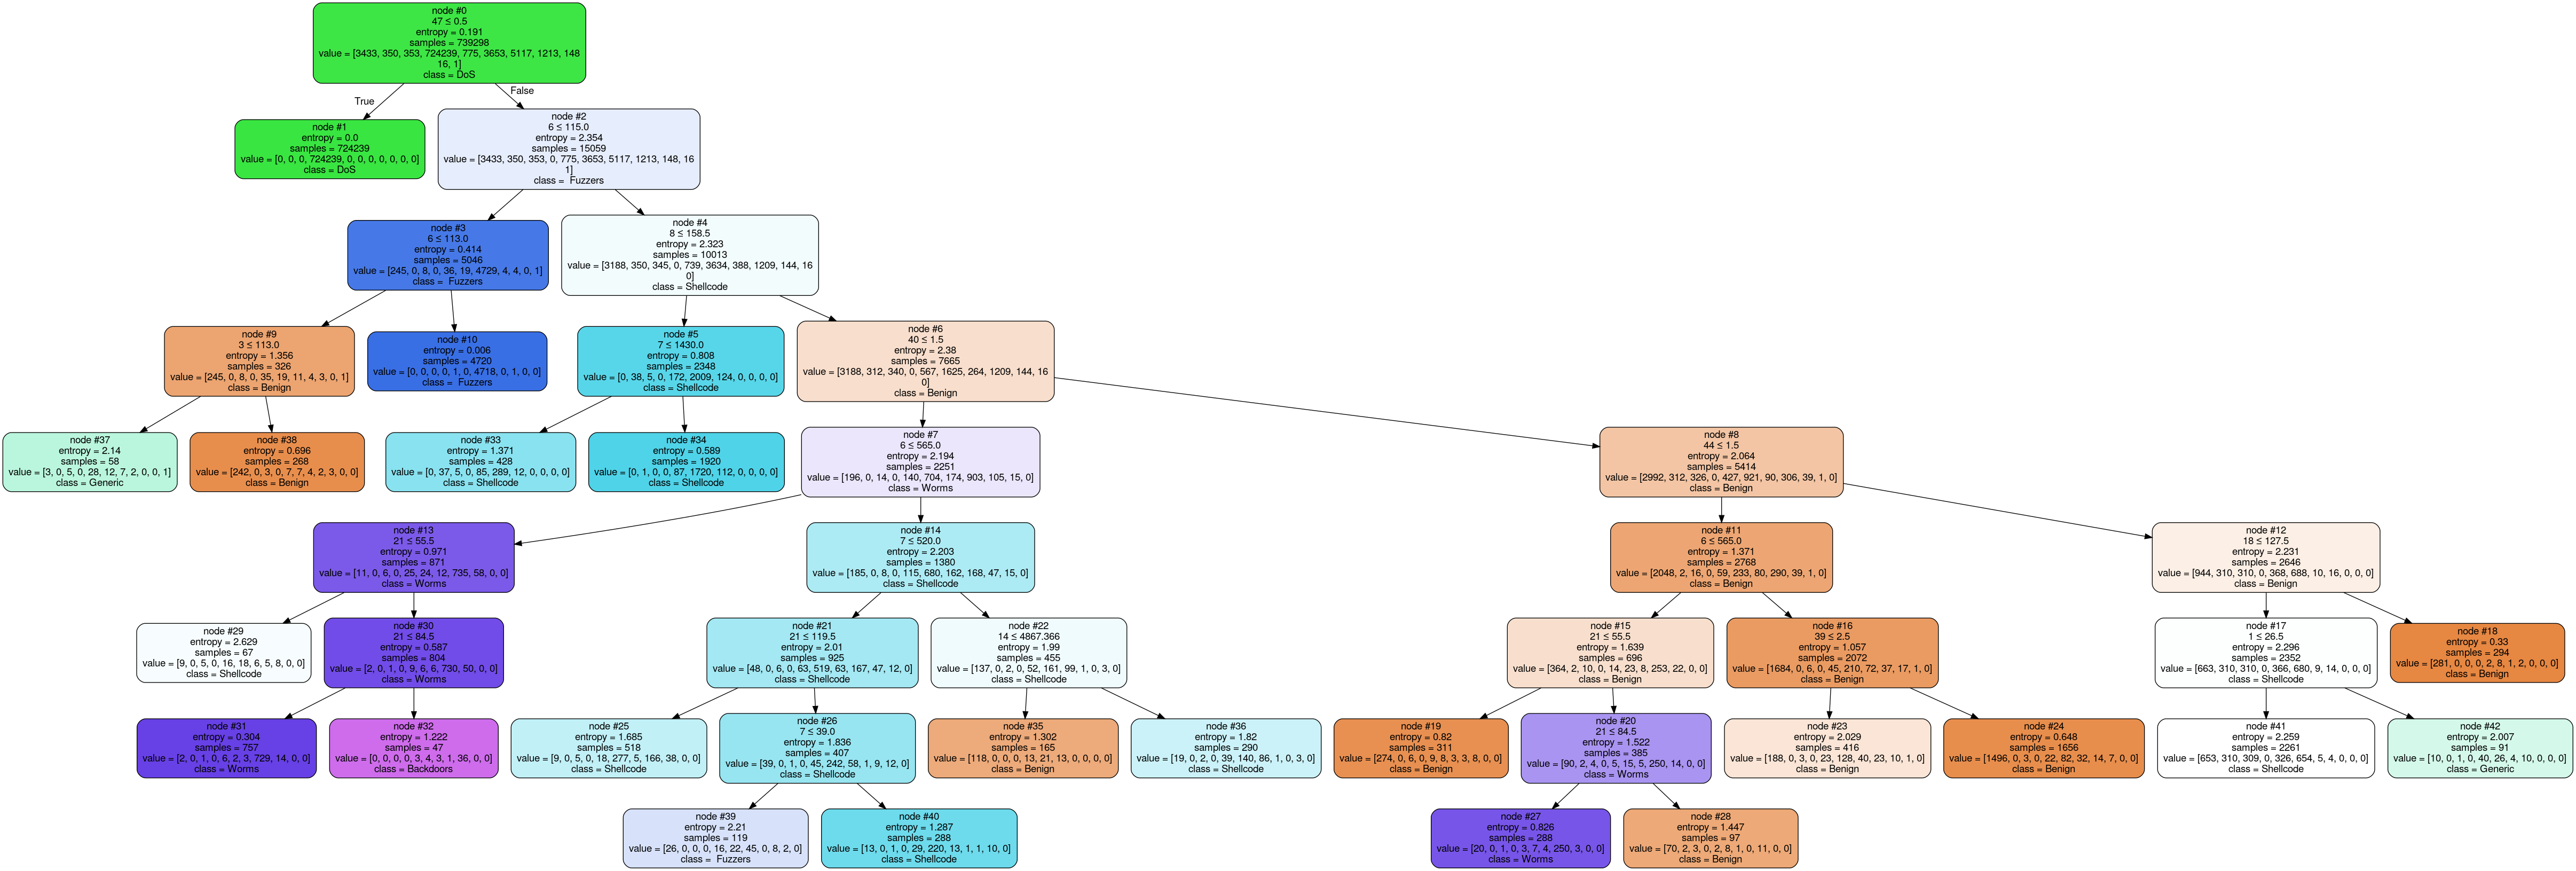 node #0
47 ≤ 0.5
entropy = 0.191
samples = 739298
value = [3433, 350, 353, 724239, 775, 3653, 5117, 1213, 148
16, 1]
class = DoS
True
False
node #1
entropy = 0.0
samples = 724239
value = [0, 0, 0, 724239, 0, 0, 0, 0, 0, 0, 0]
class = DoS
node #2
6 ≤ 115.0
entropy = 2.354
samples = 15059
value = [3433, 350, 353, 0, 775, 3653, 5117, 1213, 148, 16
1]
class =  Fuzzers
node #3
6 ≤ 113.0
entropy = 0.414
samples = 5046
value = [245, 0, 8, 0, 36, 19, 4729, 4, 4, 0, 1]
class =  Fuzzers
node #4
8 ≤ 158.5
entropy = 2.323
samples = 10013
value = [3188, 350, 345, 0, 739, 3634, 388, 1209, 144, 16
0]
class = Shellcode
node #9
3 ≤ 113.0
entropy = 1.356
samples = 326
value = [245, 0, 8, 0, 35, 19, 11, 4, 3, 0, 1]
class = Benign
node #10
entropy = 0.006
samples = 4720
value = [0, 0, 0, 0, 1, 0, 4718, 0, 1, 0, 0]
class =  Fuzzers
node #5
7 ≤ 1430.0
entropy = 0.808
samples = 2348
value = [0, 38, 5, 0, 172, 2009, 124, 0, 0, 0, 0]
class = Shellcode
node #6
40 ≤ 1.5
entropy = 2.38
samples = 7665
value = [3188, 312, 340, 0, 567, 1625, 264, 1209, 144, 16
0]
class = Benign
node #37
entropy = 2.14
samples = 58
value = [3, 0, 5, 0, 28, 12, 7, 2, 0, 0, 1]
class = Generic
node #38
entropy = 0.696
samples = 268
value = [242, 0, 3, 0, 7, 7, 4, 2, 3, 0, 0]
class = Benign
node #33
entropy = 1.371
samples = 428
value = [0, 37, 5, 0, 85, 289, 12, 0, 0, 0, 0]
class = Shellcode
node #34
entropy = 0.589
samples = 1920
value = [0, 1, 0, 0, 87, 1720, 112, 0, 0, 0, 0]
class = Shellcode
node #7
6 ≤ 565.0
entropy = 2.194
samples = 2251
value = [196, 0, 14, 0, 140, 704, 174, 903, 105, 15, 0]
class = Worms
node #8
44 ≤ 1.5
entropy = 2.064
samples = 5414
value = [2992, 312, 326, 0, 427, 921, 90, 306, 39, 1, 0]
class = Benign
node #13
21 ≤ 55.5
entropy = 0.971
samples = 871
value = [11, 0, 6, 0, 25, 24, 12, 735, 58, 0, 0]
class = Worms
node #14
7 ≤ 520.0
entropy = 2.203
samples = 1380
value = [185, 0, 8, 0, 115, 680, 162, 168, 47, 15, 0]
class = Shellcode
node #11
6 ≤ 565.0
entropy = 1.371
samples = 2768
value = [2048, 2, 16, 0, 59, 233, 80, 290, 39, 1, 0]
class = Benign
node #12
18 ≤ 127.5
entropy = 2.231
samples = 2646
value = [944, 310, 310, 0, 368, 688, 10, 16, 0, 0, 0]
class = Benign
node #29
entropy = 2.629
samples = 67
value = [9, 0, 5, 0, 16, 18, 6, 5, 8, 0, 0]
class = Shellcode
node #30
21 ≤ 84.5
entropy = 0.587
samples = 804
value = [2, 0, 1, 0, 9, 6, 6, 730, 50, 0, 0]
class = Worms
node #21
21 ≤ 119.5
entropy = 2.01
samples = 925
value = [48, 0, 6, 0, 63, 519, 63, 167, 47, 12, 0]
class = Shellcode
node #22
14 ≤ 4867.366
entropy = 1.99
samples = 455
value = [137, 0, 2, 0, 52, 161, 99, 1, 0, 3, 0]
class = Shellcode
node #15
21 ≤ 55.5
entropy = 1.639
samples = 696
value = [364, 2, 10, 0, 14, 23, 8, 253, 22, 0, 0]
class = Benign
node #16
39 ≤ 2.5
entropy = 1.057
samples = 2072
value = [1684, 0, 6, 0, 45, 210, 72, 37, 17, 1, 0]
class = Benign
node #17
1 ≤ 26.5
entropy = 2.296
samples = 2352
value = [663, 310, 310, 0, 366, 680, 9, 14, 0, 0, 0]
class = Shellcode
node #18
entropy = 0.33
samples = 294
value = [281, 0, 0, 0, 2, 8, 1, 2, 0, 0, 0]
class = Benign
node #31
entropy = 0.304
samples = 757
value = [2, 0, 1, 0, 6, 2, 3, 729, 14, 0, 0]
class = Worms
node #32
entropy = 1.222
samples = 47
value = [0, 0, 0, 0, 3, 4, 3, 1, 36, 0, 0]
class = Backdoors
node #25
entropy = 1.685
samples = 518
value = [9, 0, 5, 0, 18, 277, 5, 166, 38, 0, 0]
class = Shellcode
node #26
7 ≤ 39.0
entropy = 1.836
samples = 407
value = [39, 0, 1, 0, 45, 242, 58, 1, 9, 12, 0]
class = Shellcode
node #35
entropy = 1.302
samples = 165
value = [118, 0, 0, 0, 13, 21, 13, 0, 0, 0, 0]
class = Benign
node #36
entropy = 1.82
samples = 290
value = [19, 0, 2, 0, 39, 140, 86, 1, 0, 3, 0]
class = Shellcode
node #19
entropy = 0.82
samples = 311
value = [274, 0, 6, 0, 9, 8, 3, 3, 8, 0, 0]
class = Benign
node #20
21 ≤ 84.5
entropy = 1.522
samples = 385
value = [90, 2, 4, 0, 5, 15, 5, 250, 14, 0, 0]
class = Worms
node #23
entropy = 2.029
samples = 416
value = [188, 0, 3, 0, 23, 128, 40, 23, 10, 1, 0]
class = Benign
node #24
entropy = 0.648
samples = 1656
value = [1496, 0, 3, 0, 22, 82, 32, 14, 7, 0, 0]
class = Benign
node #41
entropy = 2.259
samples = 2261
value = [653, 310, 309, 0, 326, 654, 5, 4, 0, 0, 0]
class = Shellcode
node #42
entropy = 2.007
samples = 91
value = [10, 0, 1, 0, 40, 26, 4, 10, 0, 0, 0]
class = Generic
node #39
entropy = 2.21
samples = 119
value = [26, 0, 0, 0, 16, 22, 45, 0, 8, 2, 0]
class =  Fuzzers
node #40
entropy = 1.287
samples = 288
value = [13, 0, 1, 0, 29, 220, 13, 1, 1, 10, 0]
class = Shellcode
node #27
entropy = 0.826
samples = 288
value = [20, 0, 1, 0, 3, 7, 4, 250, 3, 0, 0]
class = Worms
node #28
entropy = 1.447
samples = 97
value = [70, 2, 3, 0, 2, 8, 1, 0, 11, 0, 0]
class = Benign